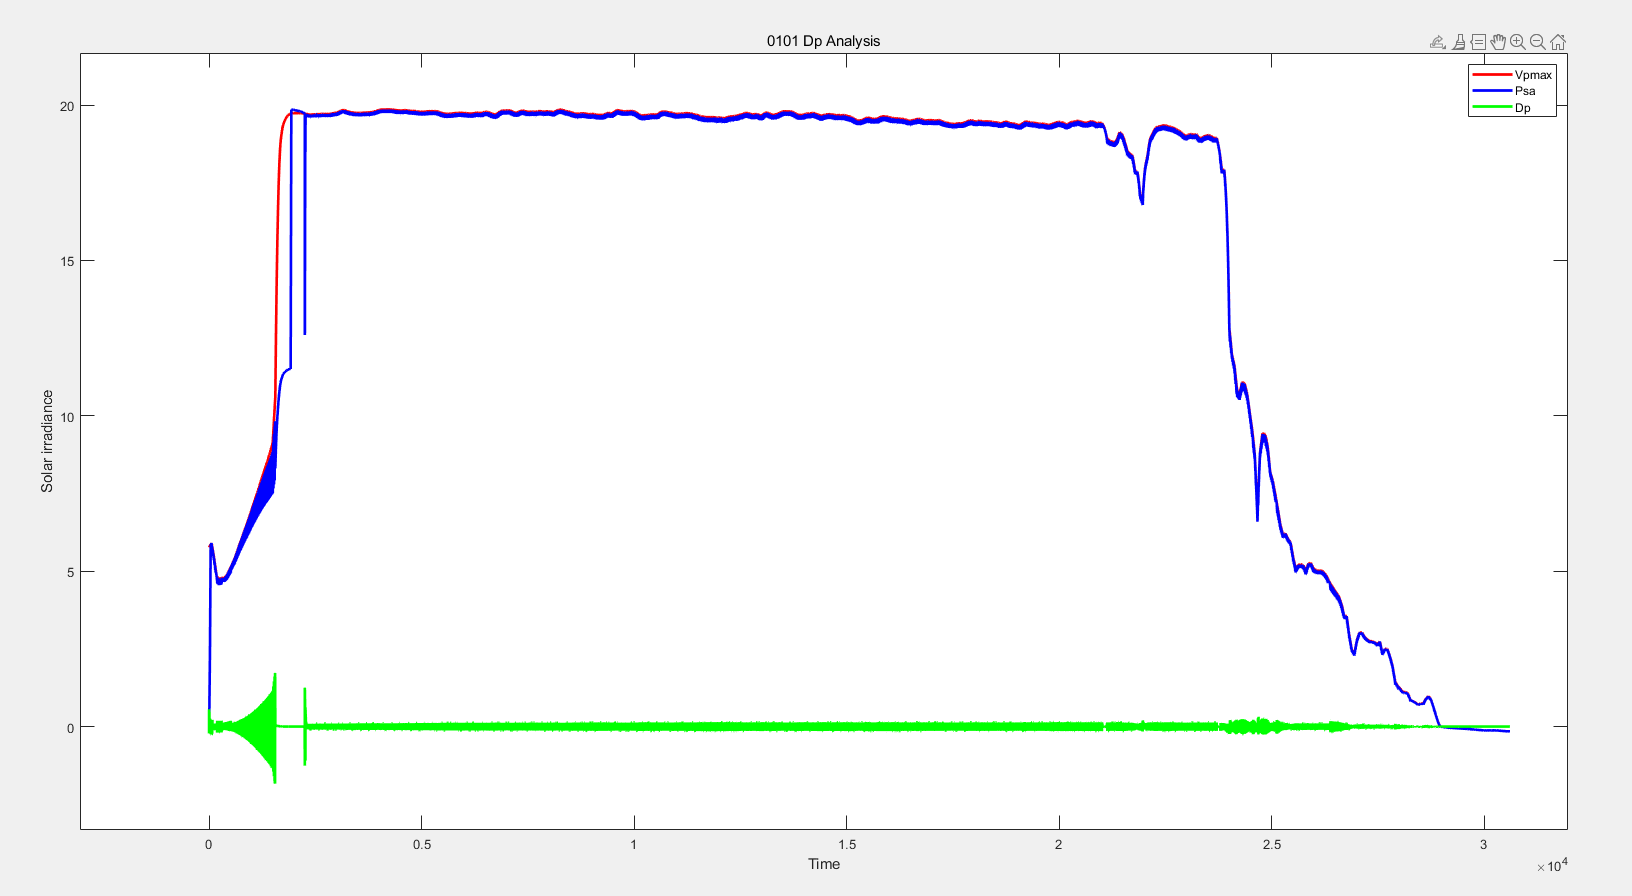 0101 Dp Analysis
Vpmax
Psa
Dp
20
15
10
5
0
Solar irradiance
0 0.5 1 1.5 2 2.5 3
Time
×10⁴